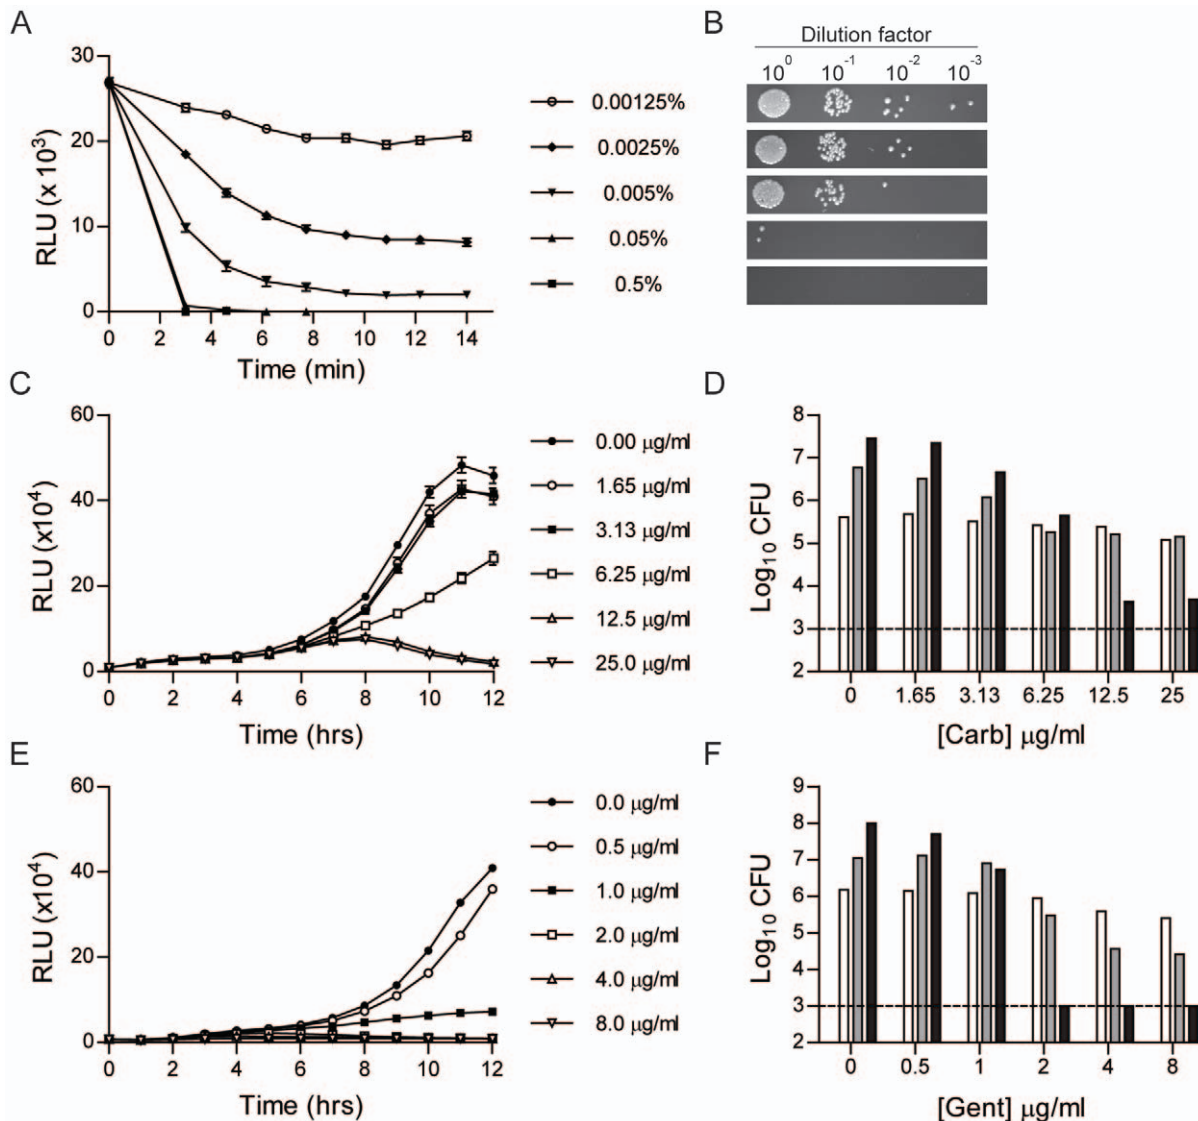 A
RLU (x 10³)
30
20
10
0
0 2 4 6 8 10 12 14
Time (min)
0.00125%
0.0025%
0.005%
0.05%
0.5%
B
Dilution factor
10⁰ 10⁻¹ 10⁻² 10⁻³
C
RLU (x10⁴)
60
40
20
0
0 2 4 6 8 10 12
Time (hrs)
0.00 µg/ml
1.65 µg/ml
3.13 µg/ml
6.25 µg/ml
12.5 µg/ml
25.0 µg/ml
D
Log₁₀ CFU
8
7
6
5
4
3
2
0 1.65 3.13 6.25 12.5 25
[Carb] µg/ml
E
RLU (x10⁴)
60
40
20
0
0 2 4 6 8 10 12
Time (hrs)
0.0 µg/ml
0.5 µg/ml
1.0 µg/ml
2.0 µg/ml
4.0 µg/ml
8.0 µg/ml
F
Log₁₀ CFU
9
8
7
6
5
4
3
2
0 0.5 1 2 4 8
[Gent] µg/ml